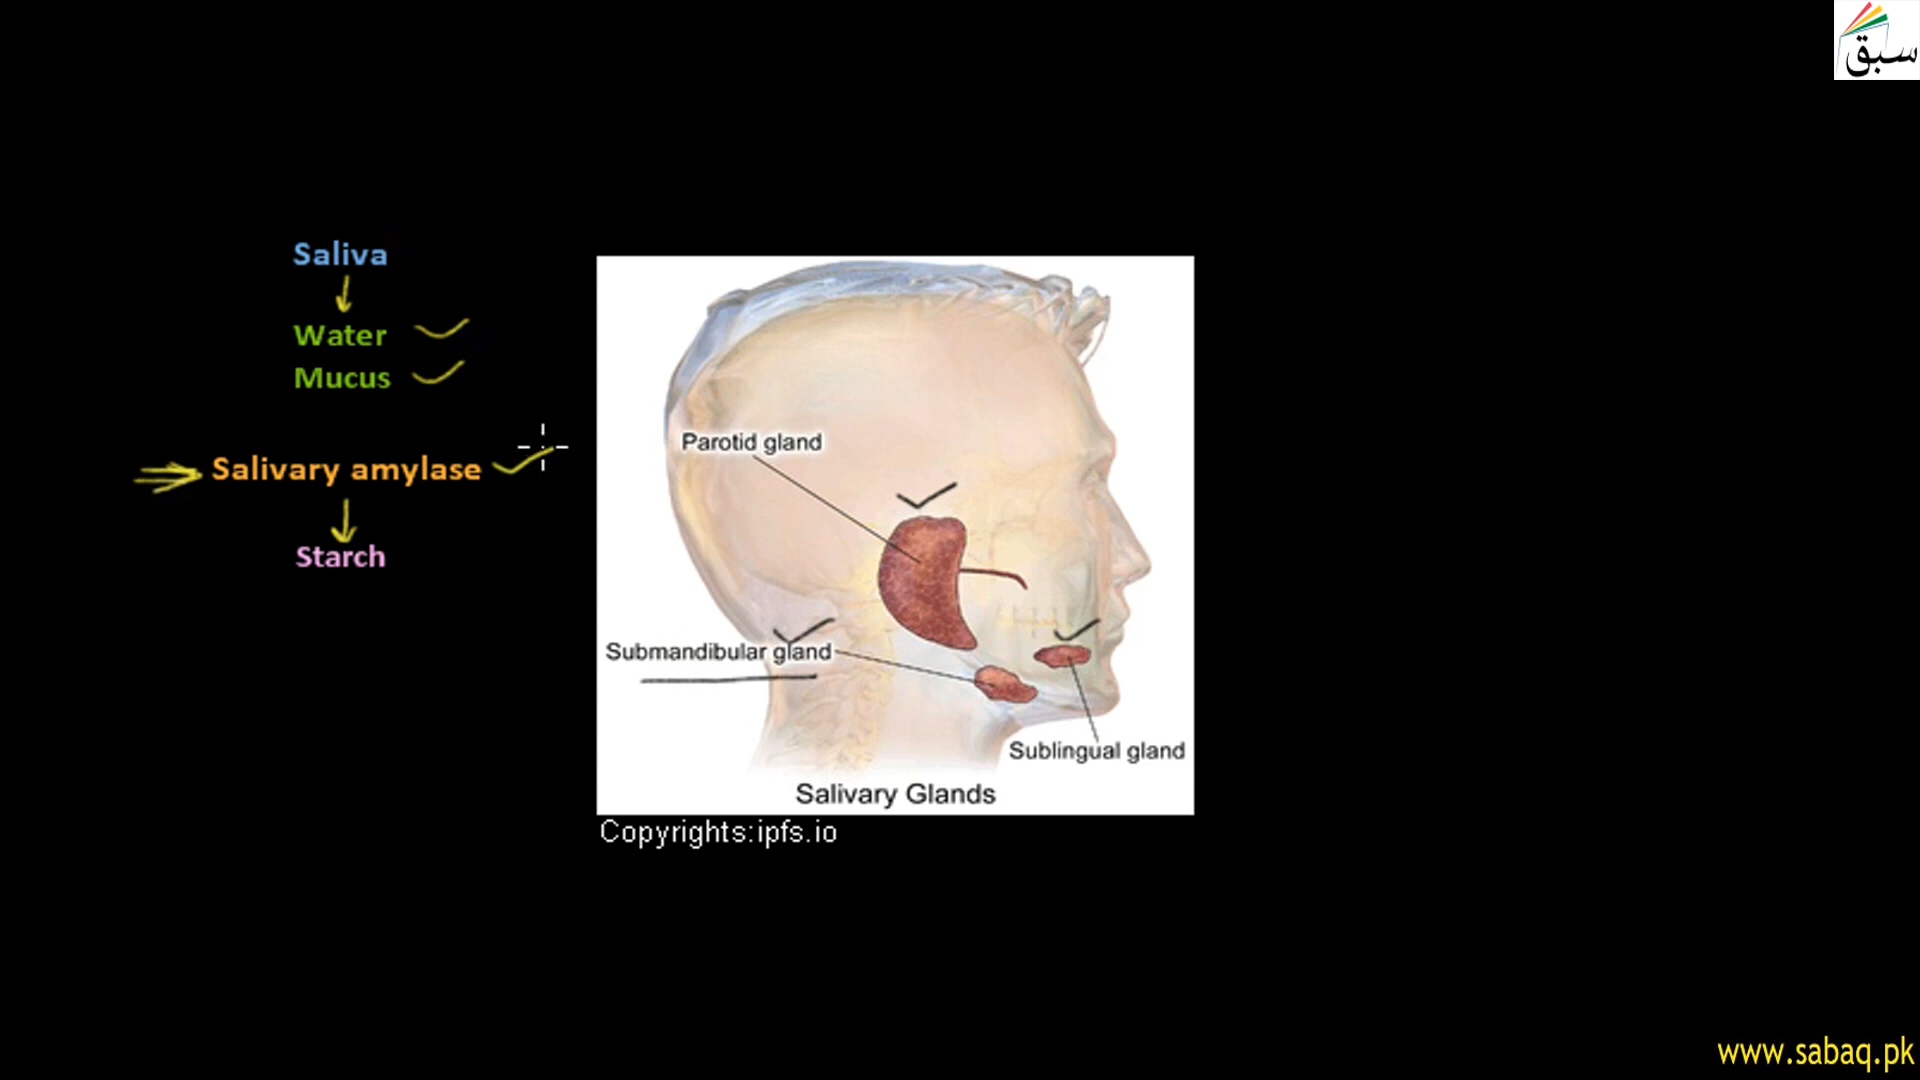 سبق
Saliva
Water
Mucus
Salivary amylase
Starch
Parotid gland
Submandibular gland
Sublingual gland
Salivary Glands
Copyrights:ipfs.io
www.sabaq.pk